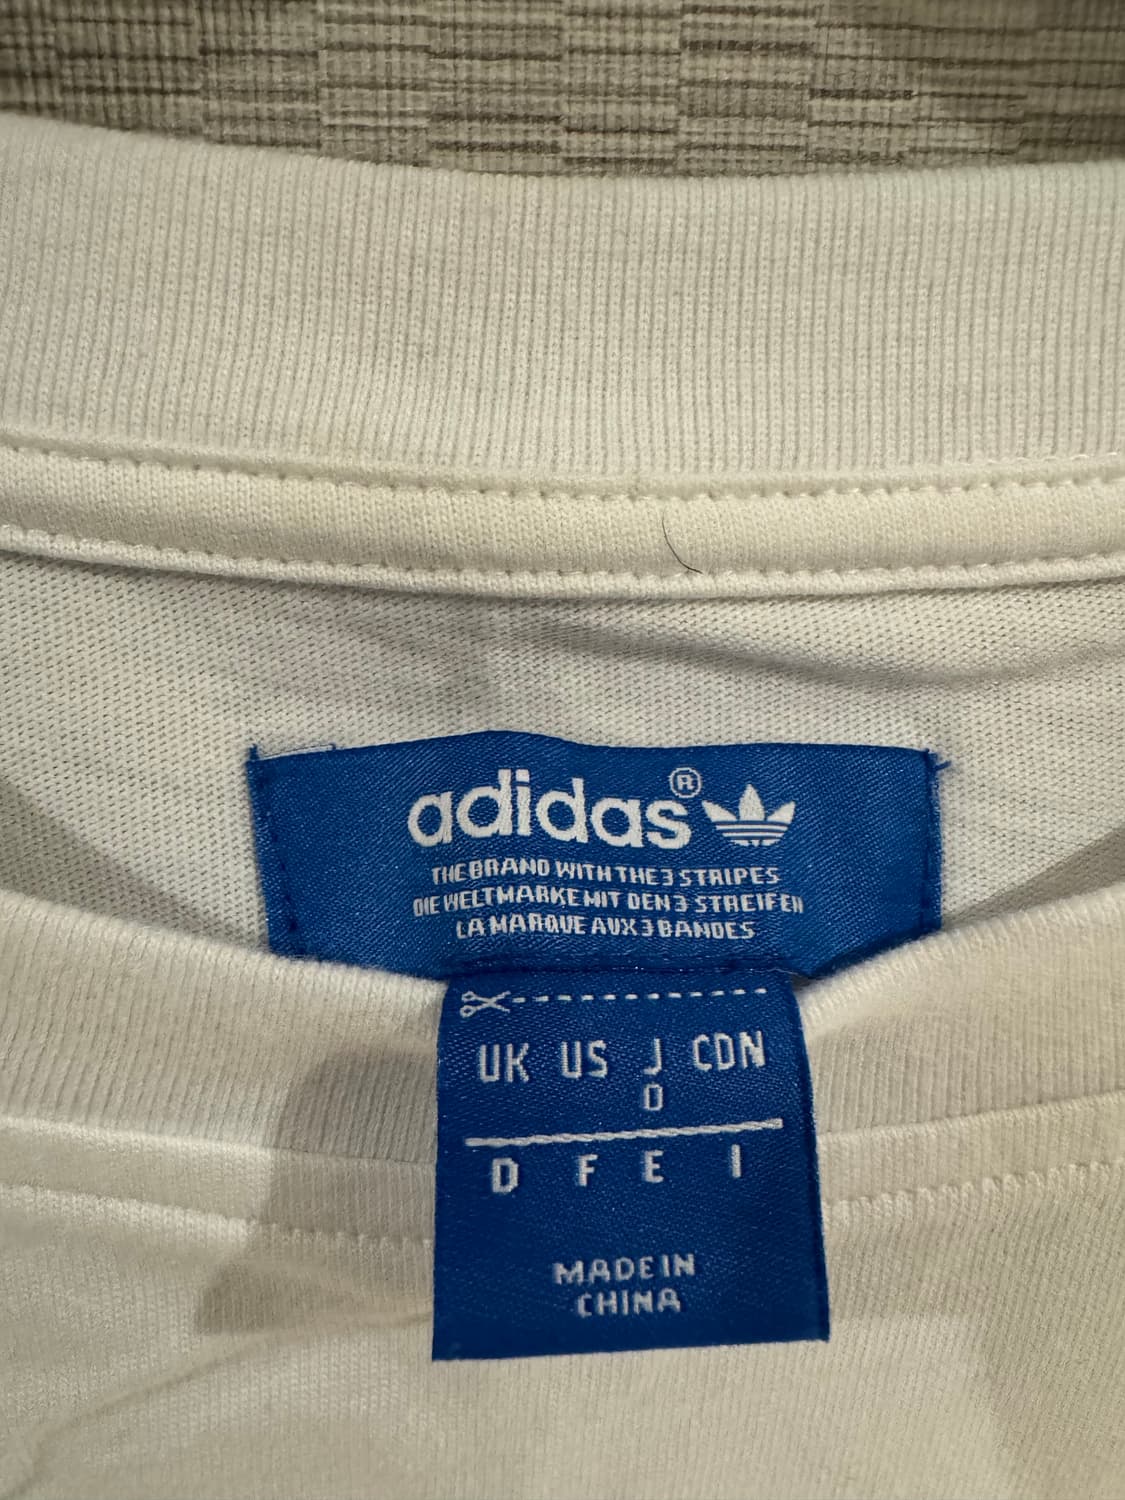 adidas®
THE BRAND WITH THE 3 STRIPES
DIE WELTMARKE MIT DEN 3 STREIFEN
LA MARQUE AUX 3 BANDES
UK US J CDN
O
D F E I
MADE IN
CHINA